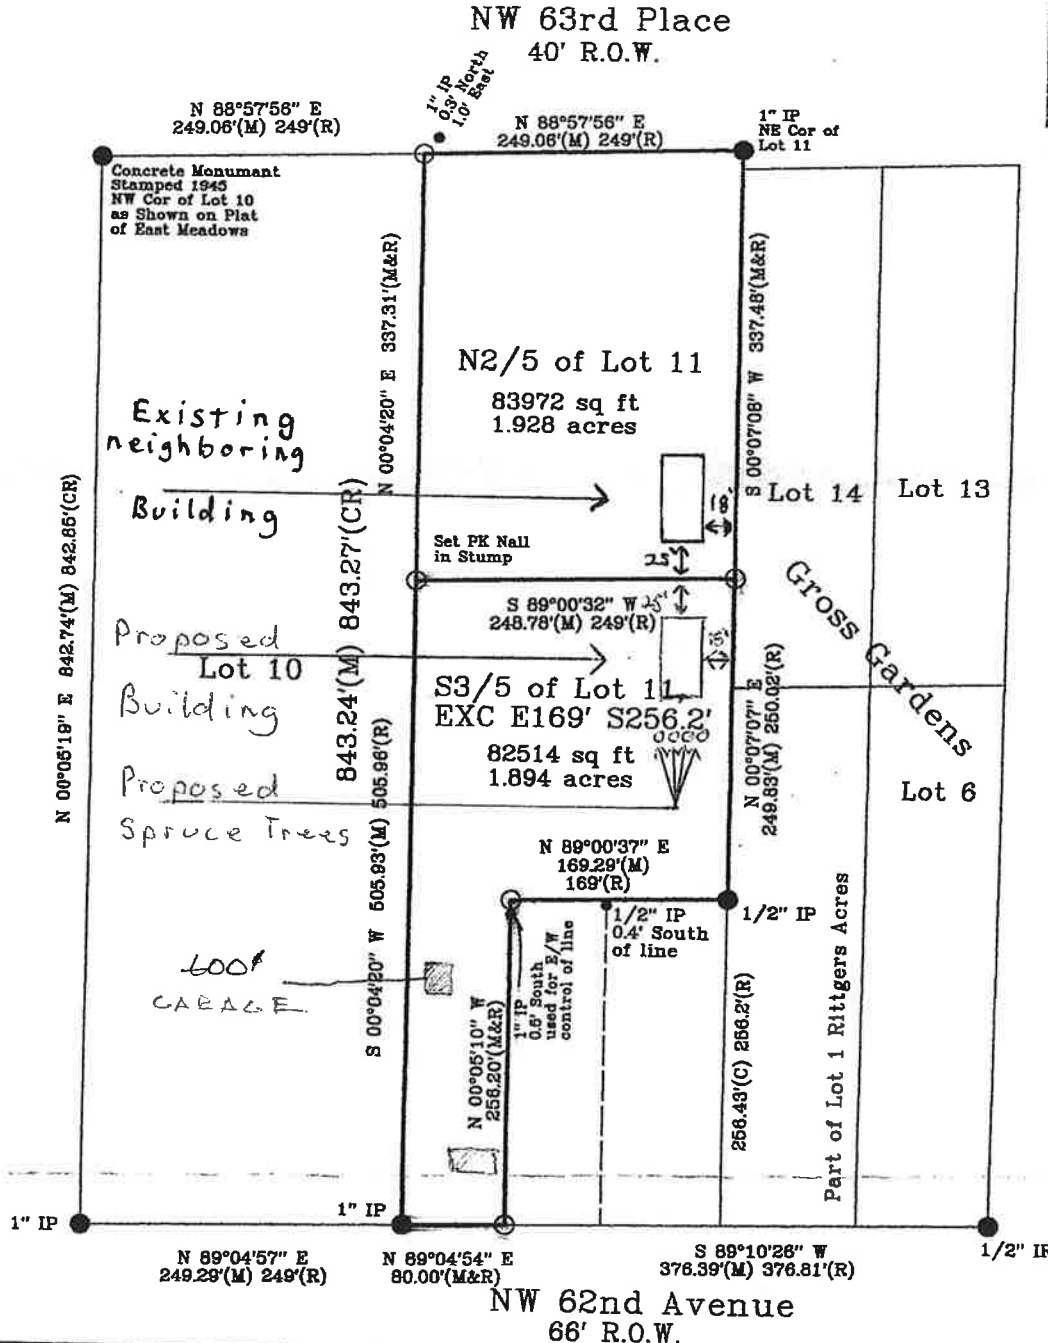 NW 63rd Place
40' R.O.W.
1" IP
0.3' North
1.0' East
N 88°57'56" E
249.06'(M) 249'(R)
N 88°57'56" E
249.06'(M) 249'(R)
1" IP
NE Cor of
Lot 11
Concrete Monumant
Stamped 1945
NW Cor of Lot 10
as Shown on Plat
of East Meadows
N 00°04'20" E 337.31'(M&R)
S 00°07'08" W 337.48'(M&R)
N2/5 of Lot 11
83972 sq ft
1.928 acres
Existing
neighboring
Building
18'
Lot 14
Lot 13
N 00°05'19" E 842.74'(M) 842.85'(CR)
843.24'(M) 843.27'(CR)
Set PK Nail
in Stump
25'
S 89°00'32" W
248.78'(M) 249'(R)
25'
Gross Gardens
Proposed
Building
Lot 10
S3/5 of Lot 11,
EXC E169' S256.2'
82514 sq ft
1.894 acres
N 00°07'07" E
249.83'(M) 250.02'(R)
Lot 6
Proposed
Spruce Trees
S 00°04'20" W 505.93'(M) 505.96'(R)
N 89°00'37" E
169.29'(M)
169'(R)
1/2" IP
0.4' South
of line
1/2" IP
600#
GARAGE
1" IP
0.5' South
used for E/W
control of line
N 00°05'10" W
256.20'(M&R)
256.43'(C) 256.2'(R)
Part of Lot 1 Rittgers Acres
1" IP
1" IP
1/2" IP
N 89°04'57" E
249.29'(M) 249'(R)
N 89°04'54" E
80.00'(M&R)
S 89°10'26" W
376.39'(M) 376.81'(R)
NW 62nd Avenue
66' R.O.W.